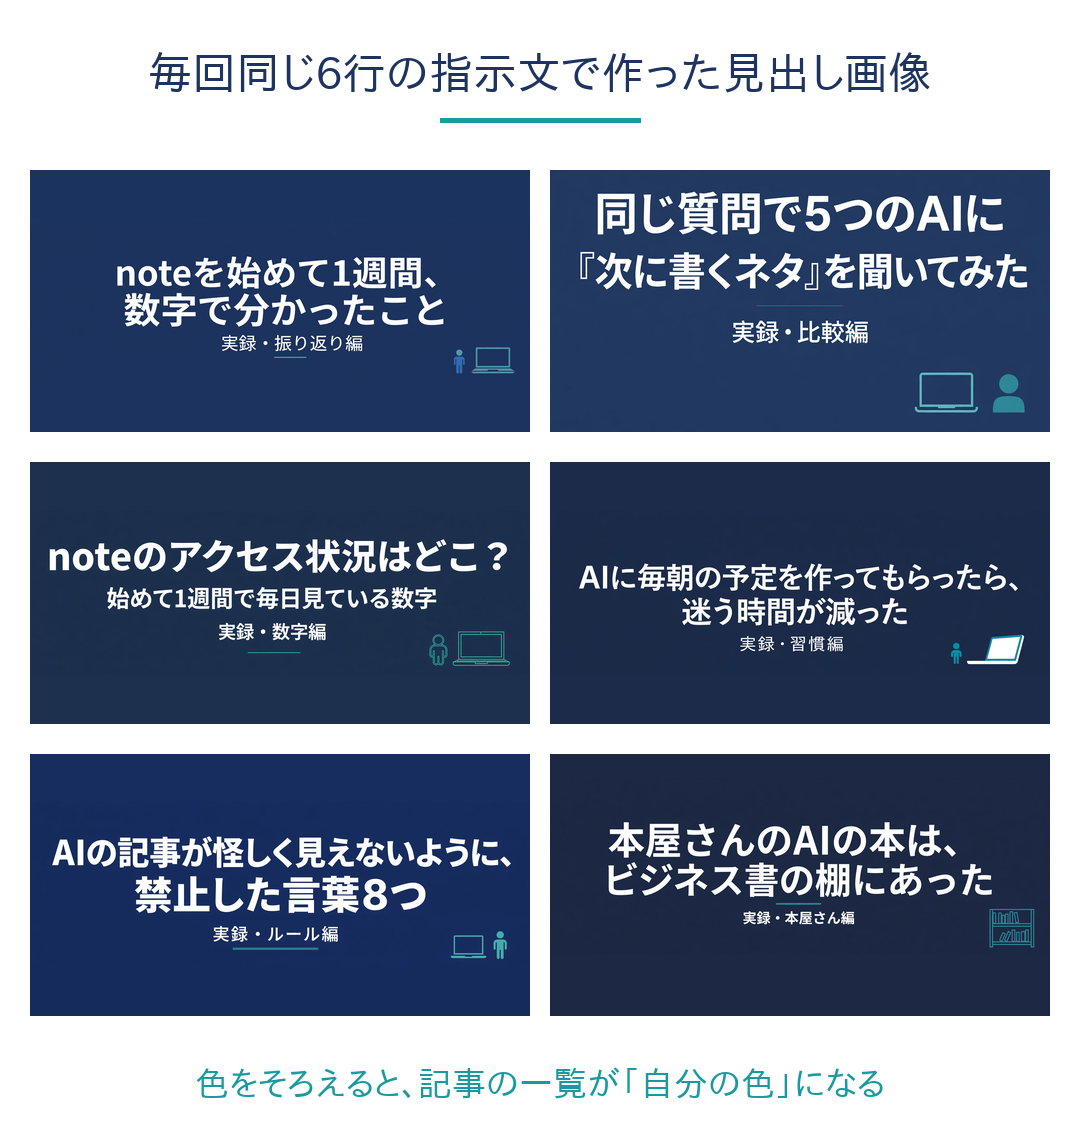 毎回同じ6行の指示文で作った見出し画像
noteを始めて1週間、
数字で分かったこと
実録・振り返り編
同じ質問で5つのAIに
『次に書くネタ』を聞いてみた
実録・比較編
noteのアクセス状況はどこ？
始めて1週間で毎日見ている数字
実録・数字編
AIに毎朝の予定を作ってもらったら、
迷う時間が減った
実録・習慣編
AIの記事が怪しく見えないように、
禁止した言葉8つ
実録・ルール編
本屋さんのAIの本は、
ビジネス書の棚にあった
実録・本屋さん編
色をそろえると、記事の一覧が「自分の色」になる